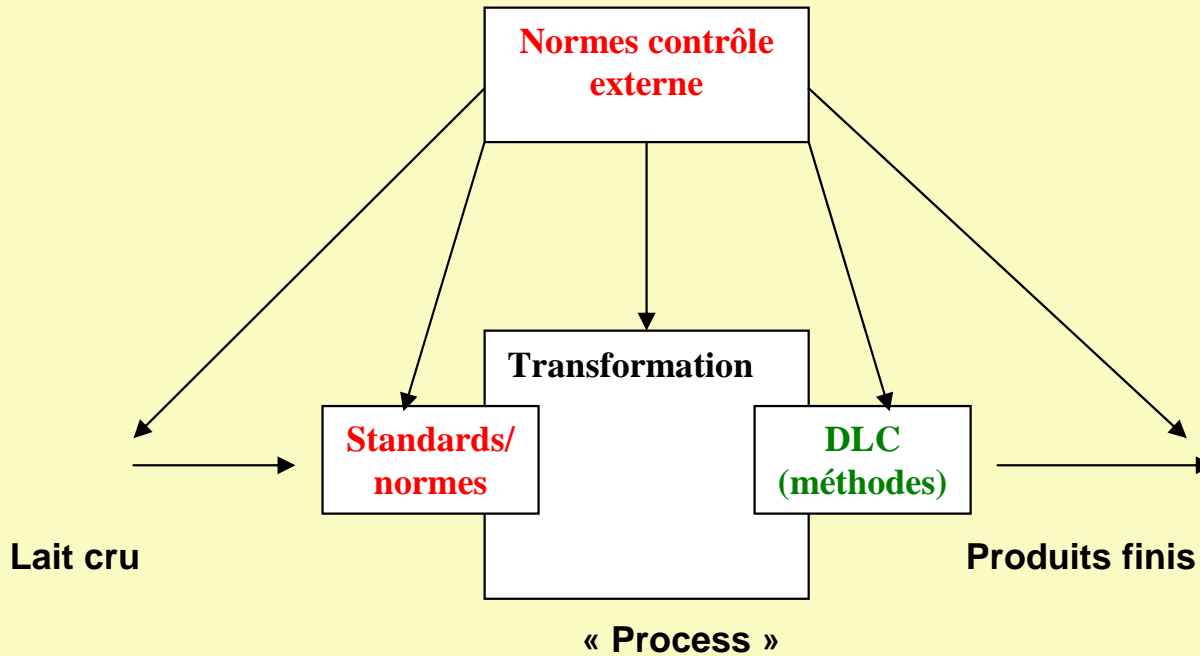 Normes contrôle
externe
Transformation
Standards/
normes
DLC
(méthodes)
Lait cru
Produits finis
« Process »